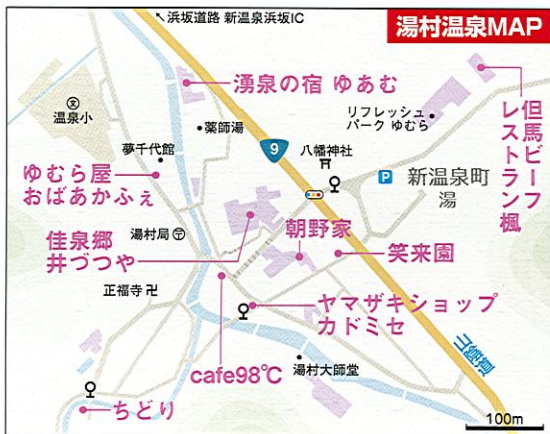 浜坂道路 新温泉浜坂IC
湯村温泉MAP
湧泉の宿 ゆあむ
文
温泉小
薬師湯
リフレッシュ
パーク ゆむら
但馬ビーフ
レストラン楓
夢千代館
9
八幡神社
P
新温泉町
湯
ゆむら屋
おばあかふぇ
湯村局
佳泉郷
井づつや
朝野家
笑来園
正福寺
ヤマザキショップ
カドミセ
山陰道
cafe98℃
湯村大師堂
ちどり
100m